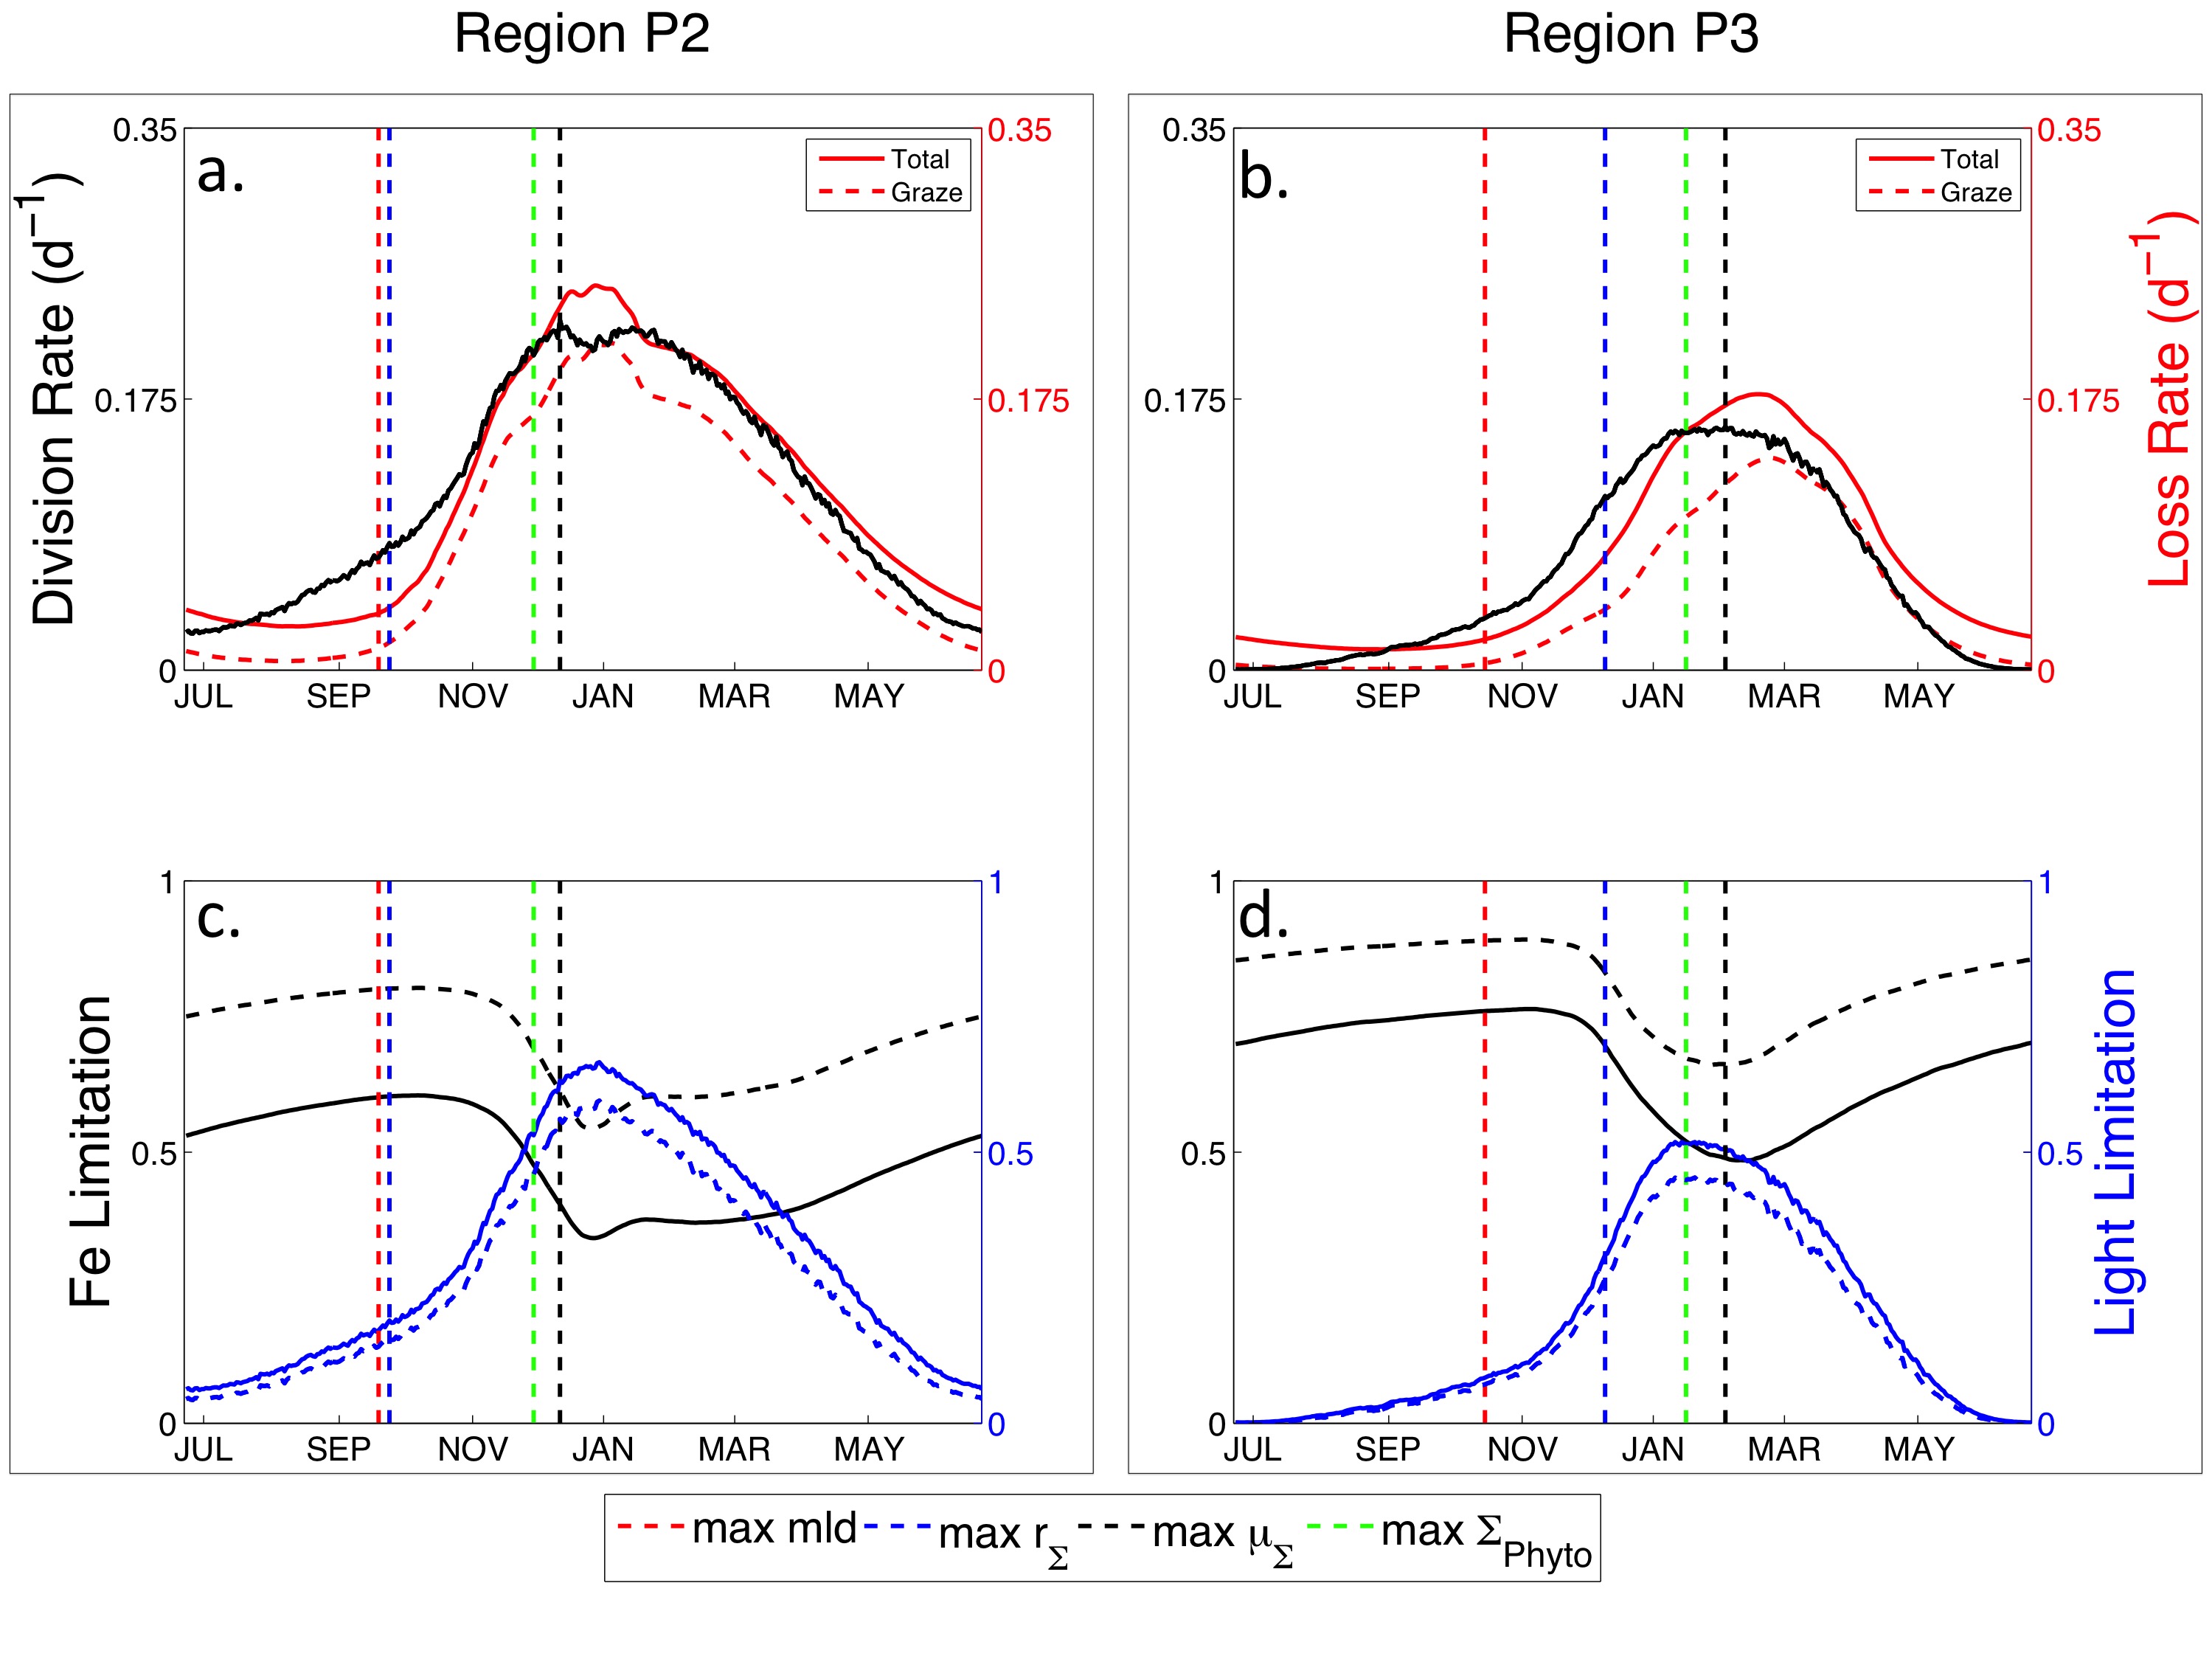 Region P2
Region P3
a.
Division Rate (d⁻¹)
0.35
0.175
0
0.35
0.175
0
Total
Graze
JUL SEP NOV JAN MAR MAY
b.
0.35
0.175
0
0.35
0.175
0
Loss Rate (d⁻¹)
Total
Graze
JUL SEP NOV JAN MAR MAY
c.
Fe Limitation
1
0.5
0
1
0.5
0
JUL SEP NOV JAN MAR MAY
d.
1
0.5
0
1
0.5
0
Light Limitation
JUL SEP NOV JAN MAR MAY
max mld max r_Σ max μ_Σ max Σ_Phyto